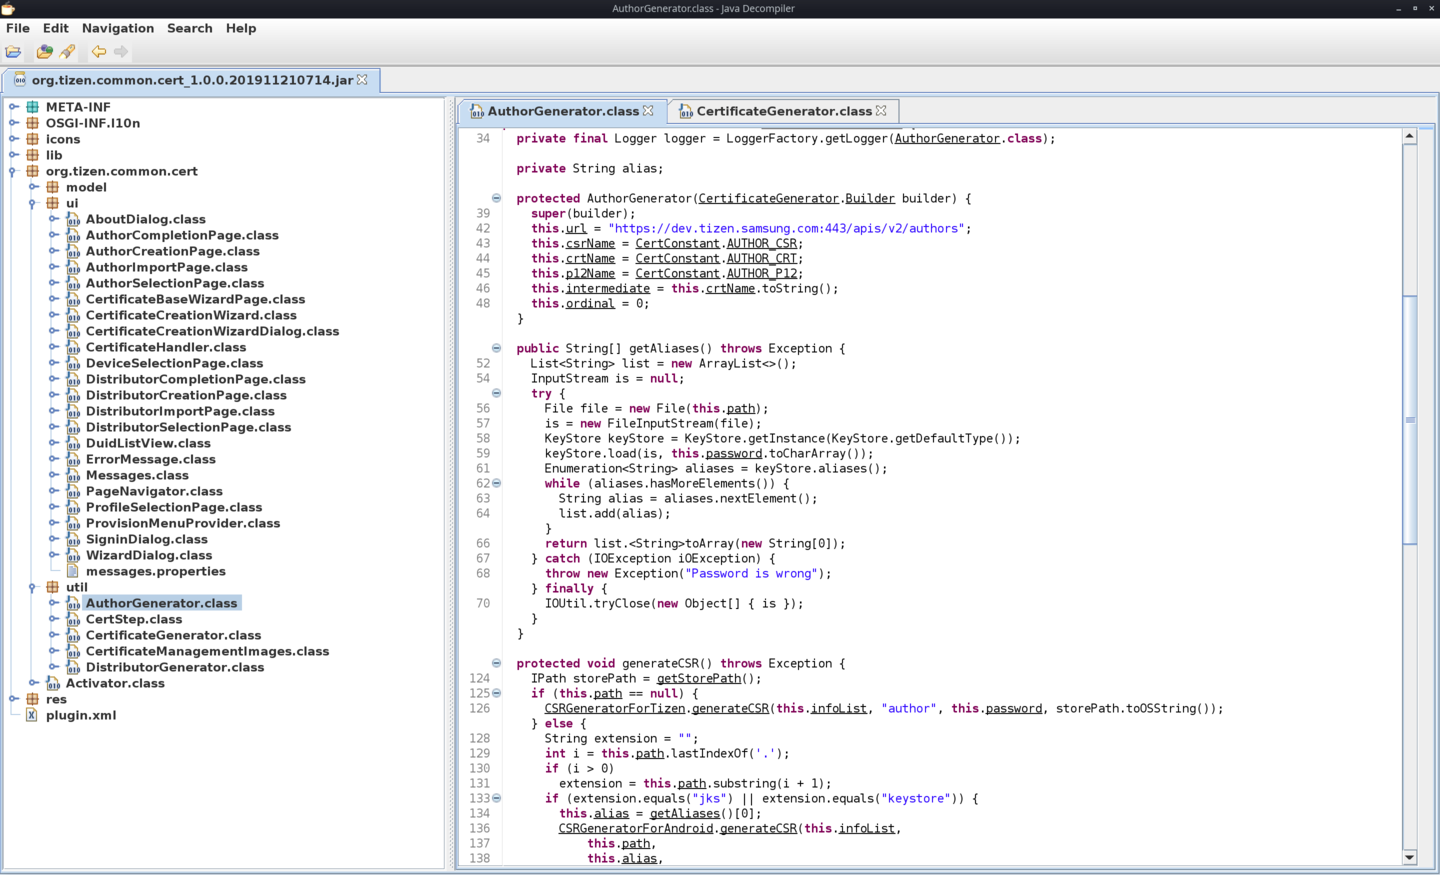 AuthorGenerator.class - Java Decompiler
File Edit Navigation Search Help
org.tizen.common.cert_1.0.0.201911210714.jar
META-INF
OSGI-INF.l10n
icons
lib
org.tizen.common.cert
model
ui
AboutDialog.class
AuthorCompletionPage.class
AuthorCreationPage.class
AuthorImportPage.class
AuthorSelectionPage.class
CertificateBaseWizardPage.class
CertificateCreationWizard.class
CertificateCreationWizardDialog.class
CertificateHandler.class
DeviceSelectionPage.class
DistributorCompletionPage.class
DistributorCreationPage.class
DistributorImportPage.class
DistributorSelectionPage.class
DuidListView.class
ErrorMessage.class
Messages.class
PageNavigator.class
ProfileSelectionPage.class
ProvisionMenuProvider.class
SigninDialog.class
WizardDialog.class
messages.properties
util
AuthorGenerator.class
CertStep.class
CertificateGenerator.class
CertificateManagementImages.class
DistributorGenerator.class
Activator.class
res
plugin.xml
AuthorGenerator.class CertificateGenerator.class
34 private final Logger logger = LoggerFactory.getLogger(AuthorGenerator.class);
private String alias;
protected AuthorGenerator(CertificateGenerator.Builder builder) {
39 super(builder);
42 this.url = "https://dev.tizen.samsung.com:443/apis/v2/authors";
43 this.csrName = CertConstant.AUTHOR_CSR;
44 this.crtName = CertConstant.AUTHOR_CRT;
45 this.p12Name = CertConstant.AUTHOR_P12;
46 this.intermediate = this.crtName.toString();
48 this.ordinal = 0;
}
public String[] getAliases() throws Exception {
52 List<String> list = new ArrayList<>();
54 InputStream is = null;
try {
56 File file = new File(this.path);
57 is = new FileInputStream(file);
58 KeyStore keyStore = KeyStore.getInstance(KeyStore.getDefaultType());
59 keyStore.load(is, this.password.toCharArray());
61 Enumeration<String> aliases = keyStore.aliases();
62 while (aliases.hasMoreElements()) {
63 String alias = aliases.nextElement();
64 list.add(alias);
}
66 return list.<String>toArray(new String[0]);
67 } catch (IOException iOException) {
68 throw new Exception("Password is wrong");
} finally {
70 IOUtil.tryClose(new Object[] { is });
}
}
protected void generateCSR() throws Exception {
124 IPath storePath = getStorePath();
125 if (this.path == null) {
126 CSRGeneratorForTizen.generateCSR(this.infoList, "author", this.password, storePath.toOSString());
} else {
128 String extension = "";
129 int i = this.path.lastIndexOf('.');
130 if (i > 0)
131 extension = this.path.substring(i + 1);
133 if (extension.equals("jks") || extension.equals("keystore")) {
134 this.alias = getAliases()[0];
136 CSRGeneratorForAndroid.generateCSR(this.infoList,
137 this.path,
138 this.alias,